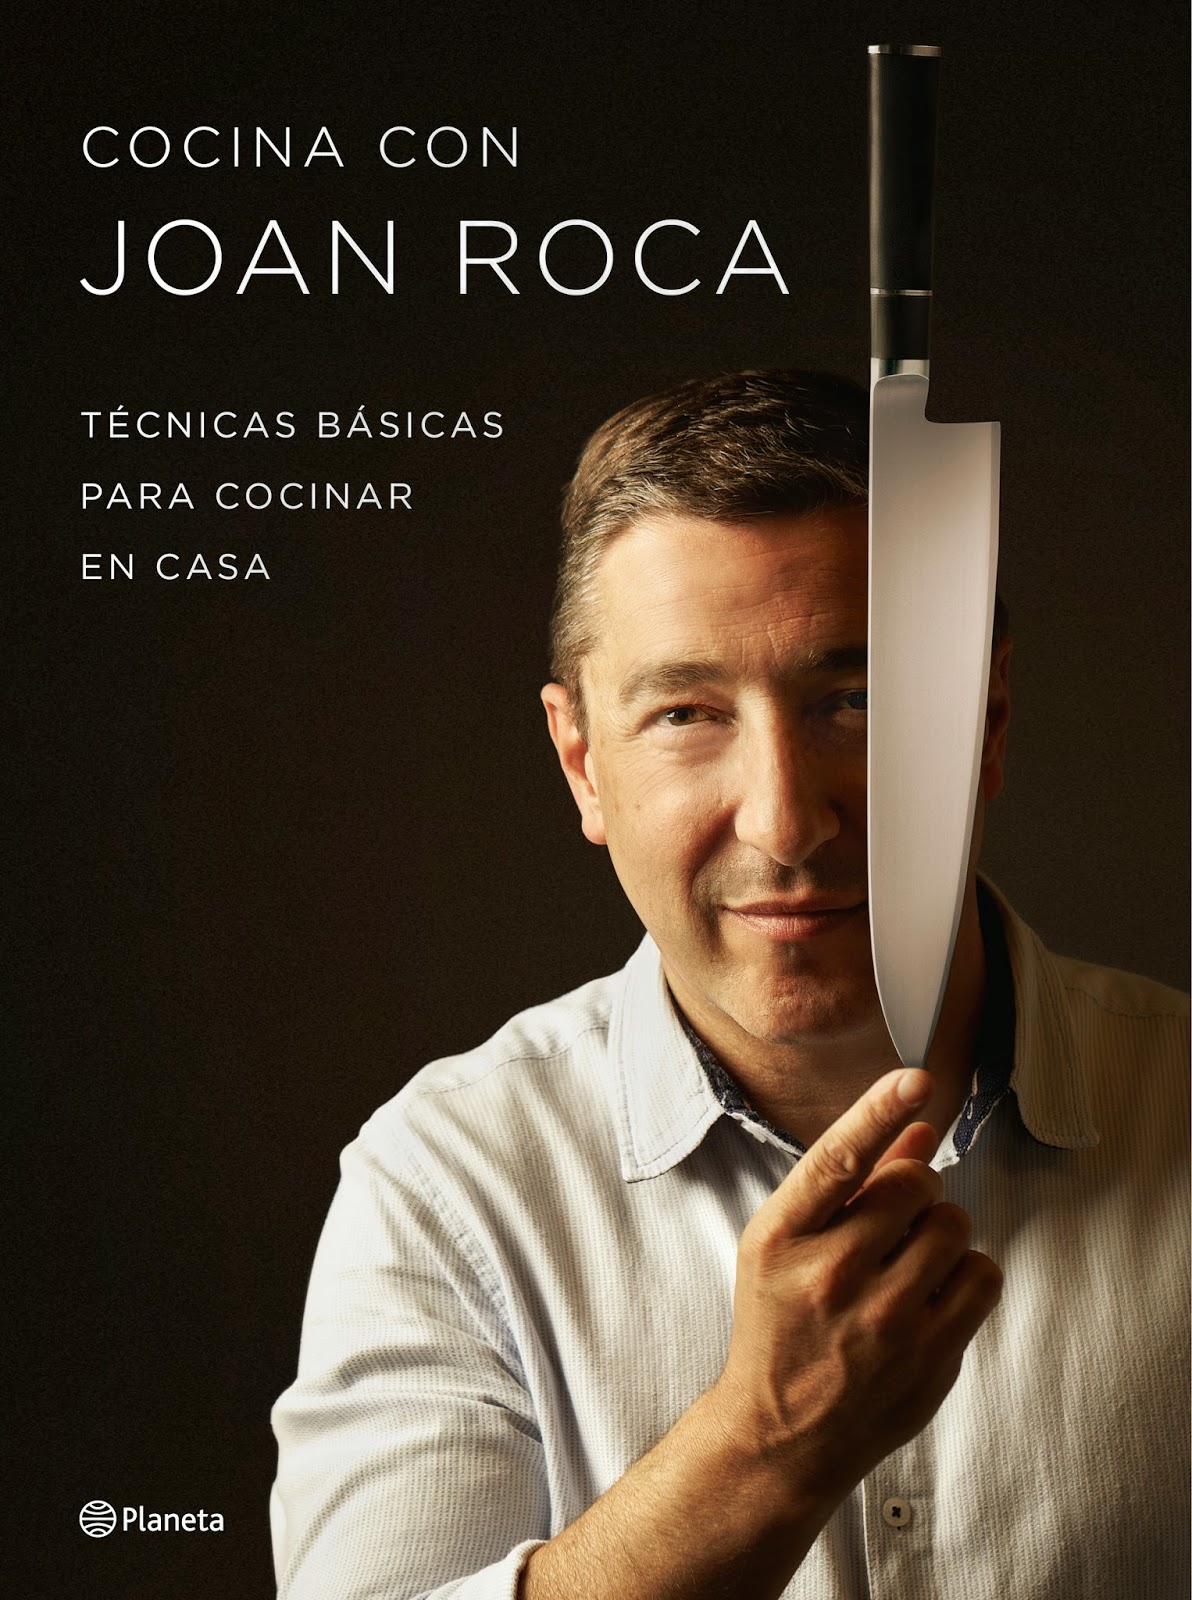 COCINA CON
JOAN ROCA
TÉCNICAS BÁSICAS
PARA COCINAR
EN CASA
Planeta